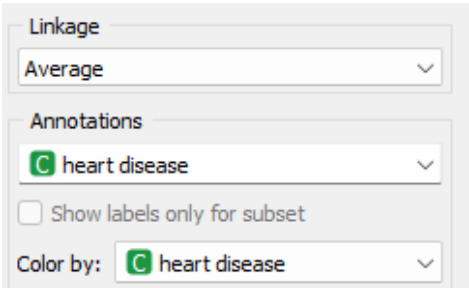 Linkage
Average
Annotations
C heart disease
Show labels only for subset
Color by: C heart disease